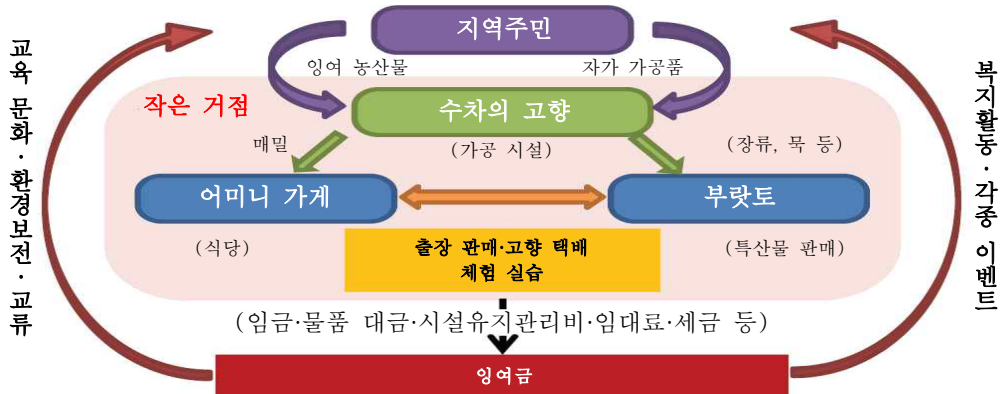 지역주민
잉여 농산물
자가 가공품
작은 거점
수차의 고향
매밀
(가공 시설)
(장류, 묵 등)
어미니 가게
부랏토
(식당)
출장 판매·고향 택배
체험 실습
(특산물 판매)
(임금·물품 대금·시설유지관리비·임대료·세금 등)
잉여금
교육 문화·환경보전·교류
복지활동·각종 이벤트